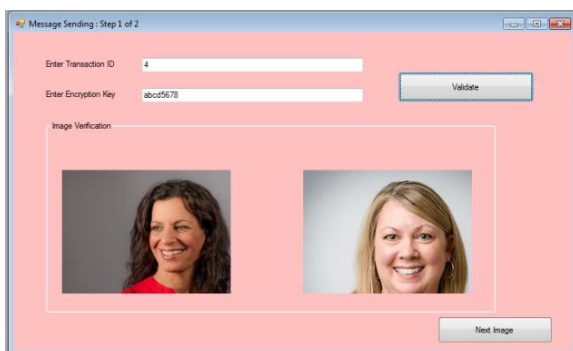 Message Sending : Step 1 of 2
Enter Transaction ID 4
Validate
Enter Encryption Key abcd5678
Image Verification
Next Image